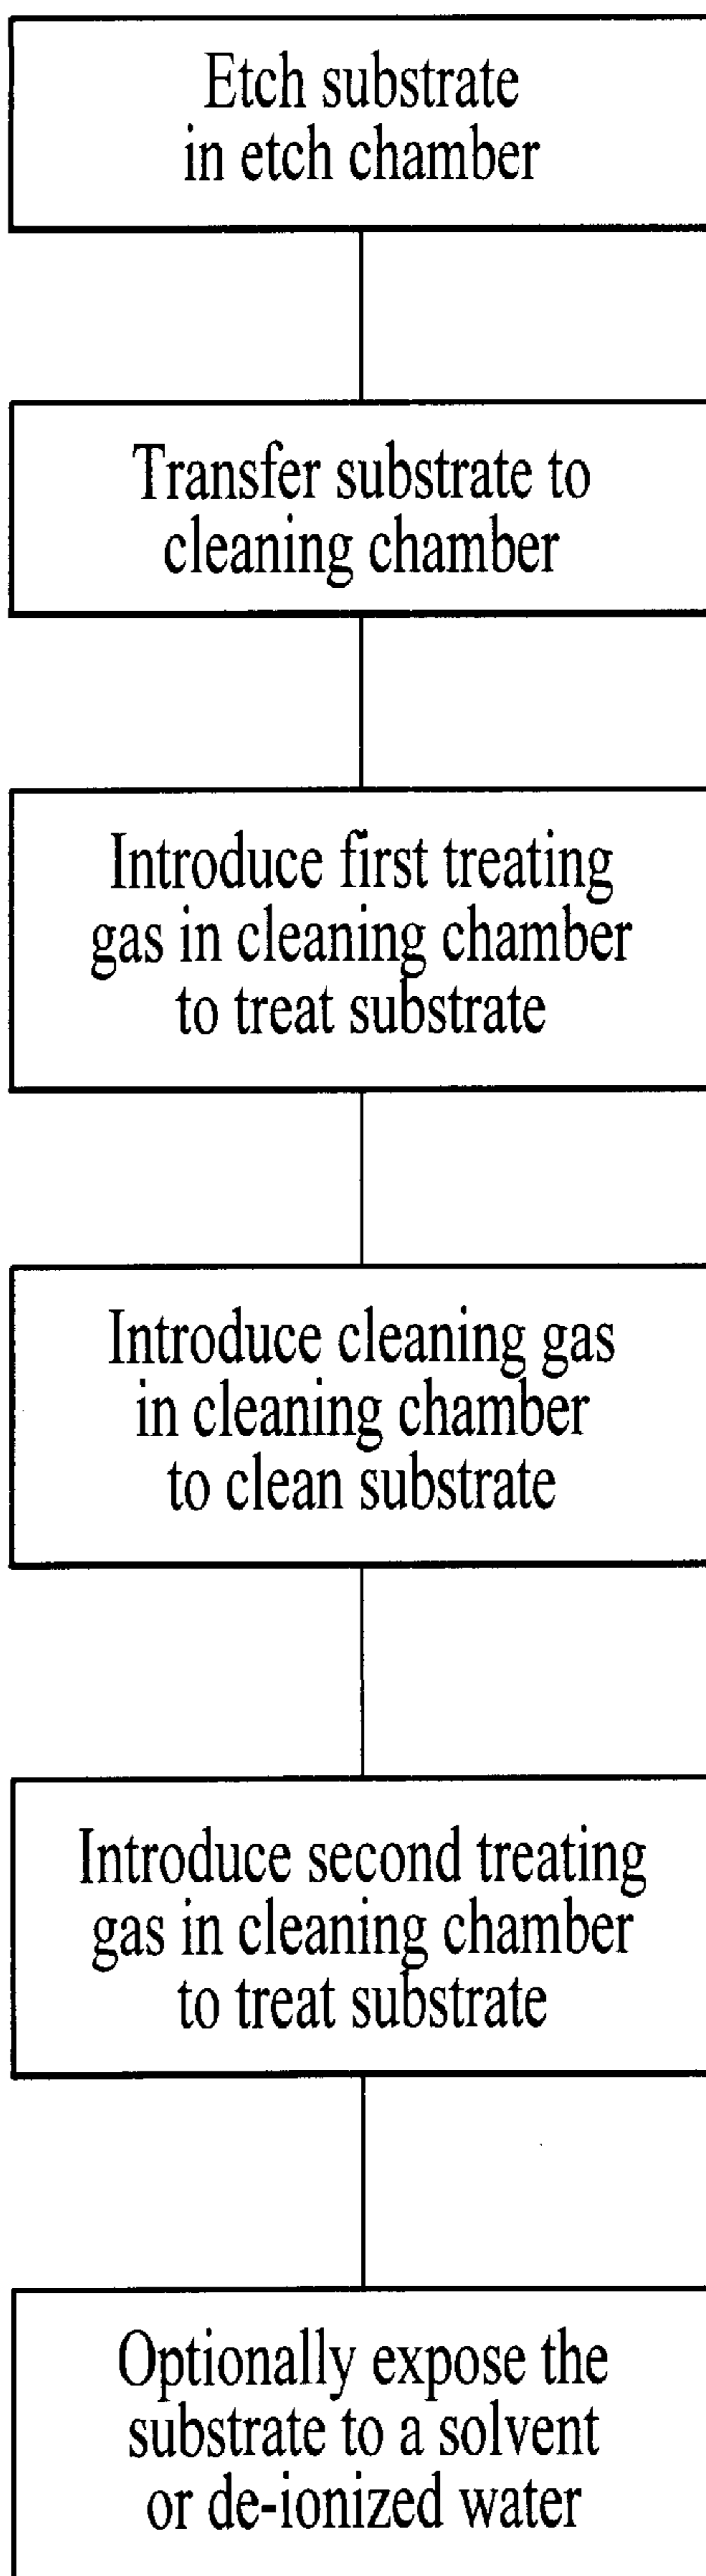 Etch substrate
in etch chamber
Transfer substrate to
cleaning chamber
Introduce first treating
gas in cleaning chamber
to treat substrate
Introduce cleaning gas
in cleaning chamber
to clean substrate
Introduce second treating
gas in cleaning chamber
to treat substrate
Optionally expose the
substrate to a solvent
or de-ionized water